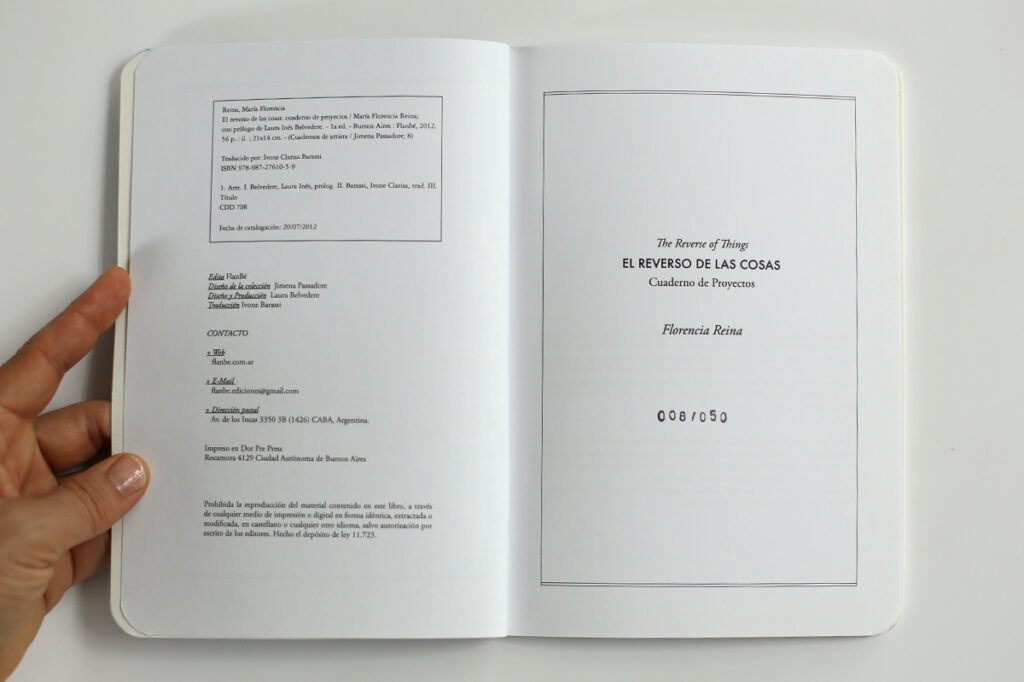 Reina, María Florencia
El reverso de las cosas: cuaderno de proyectos / María Florencia Reina;
con prólogo de Laura Inés Belvedere. - 1a ed. - Buenos Aires : Flanbé, 2012.
56 p. : il. ; 21x14 cm. - (Cuadernos de artista / Jimena Passadore; 8)
Traducido por: Ivone Clarisa Barassi
ISBN 978-987-27610-5-9
1. Arte. I. Belvedere, Laura Inés, prolog. II. Barassi, Ivone Clarisa, trad. III.
Título
CDD 708
Fecha de catalogación: 20/07/2012
Edita FlanBé
Diseño de la colección Jimena Passadore
Diseño y Producción Laura Belvedere
Traducción Ivone Barassi
CONTACTO
+ Web
flanbe.com.ar
+ E-Mail
flanbe.ediciones@gmail.com
+ Dirección postal
Av. de los Incas 3350 3B (1426) CABA, Argentina.
Impreso en Dot Pre Press
Rocamora 4129 Ciudad Autónoma de Buenos Aires
Prohibida la reproducción del material contenido en este libro, a través
de cualquier medio de impresión o digital en forma idéntica, extractada o
modificada, en castellano o cualquier otro idioma, salvo autorización por
escrito de los editores. Hecho el depósito de ley 11.723.
The Reverse of Things
EL REVERSO DE LAS COSAS
Cuaderno de Proyectos
Florencia Reina
008/050